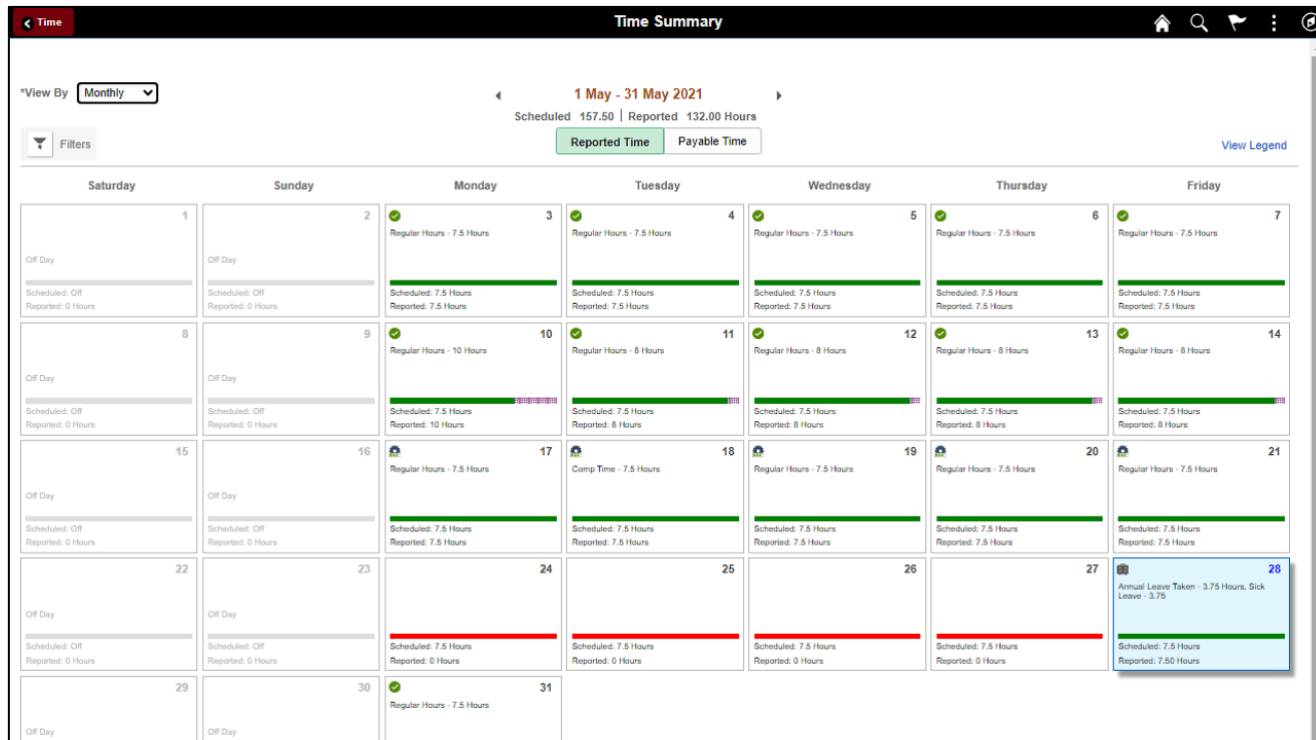 Time
Time Summary
*View By Monthly
1 May - 31 May 2021
Scheduled 157.50 | Reported 132.00 Hours
Filters
Reported Time Payable Time
View Legend
Saturday Sunday Monday Tuesday Wednesday Thursday Friday
1 2 3 4 5 6 7
Regular Hours - 7.5 Hours Regular Hours - 7.5 Hours Regular Hours - 7.5 Hours Regular Hours - 7.5 Hours Regular Hours - 7.5 Hours
Off Day Off Day
Scheduled: Off Scheduled: Off Scheduled: 7.5 Hours Scheduled: 7.5 Hours Scheduled: 7.5 Hours Scheduled: 7.5 Hours Scheduled: 7.5 Hours
Reported: 0 Hours Reported: 0 Hours Reported: 7.5 Hours Reported: 7.5 Hours Reported: 7.5 Hours Reported: 7.5 Hours Reported: 7.5 Hours
8 9 10 11 12 13 14
Regular Hours - 10 Hours Regular Hours - 8 Hours Regular Hours - 8 Hours Regular Hours - 8 Hours Regular Hours - 8 Hours
Off Day Off Day
Scheduled: Off Scheduled: Off Scheduled: 7.5 Hours Scheduled: 7.5 Hours Scheduled: 7.5 Hours Scheduled: 7.5 Hours Scheduled: 7.5 Hours
Reported: 0 Hours Reported: 0 Hours Reported: 10 Hours Reported: 8 Hours Reported: 8 Hours Reported: 8 Hours Reported: 8 Hours
15 16 17 18 19 20 21
Regular Hours - 7.5 Hours Comp Time - 7.5 Hours Regular Hours - 7.5 Hours Regular Hours - 7.5 Hours Regular Hours - 7.5 Hours
Off Day Off Day
Scheduled: Off Scheduled: Off Scheduled: 7.5 Hours Scheduled: 7.5 Hours Scheduled: 7.5 Hours Scheduled: 7.5 Hours Scheduled: 7.5 Hours
Reported: 0 Hours Reported: 0 Hours Reported: 7.5 Hours Reported: 7.5 Hours Reported: 7.5 Hours Reported: 7.5 Hours Reported: 7.5 Hours
22 23 24 25 26 27 28
Annual Leave Taken - 3.75 Hours, Sick
Leave - 3.75
Off Day Off Day
Scheduled: Off Scheduled: Off Scheduled: 7.5 Hours Scheduled: 7.5 Hours Scheduled: 7.5 Hours Scheduled: 7.5 Hours Scheduled: 7.5 Hours
Reported: 0 Hours Reported: 0 Hours Reported: 0 Hours Reported: 0 Hours Reported: 0 Hours Reported: 0 Hours Reported: 7.50 Hours
29 30 31
Regular Hours - 7.5 Hours
Off Day Off Day